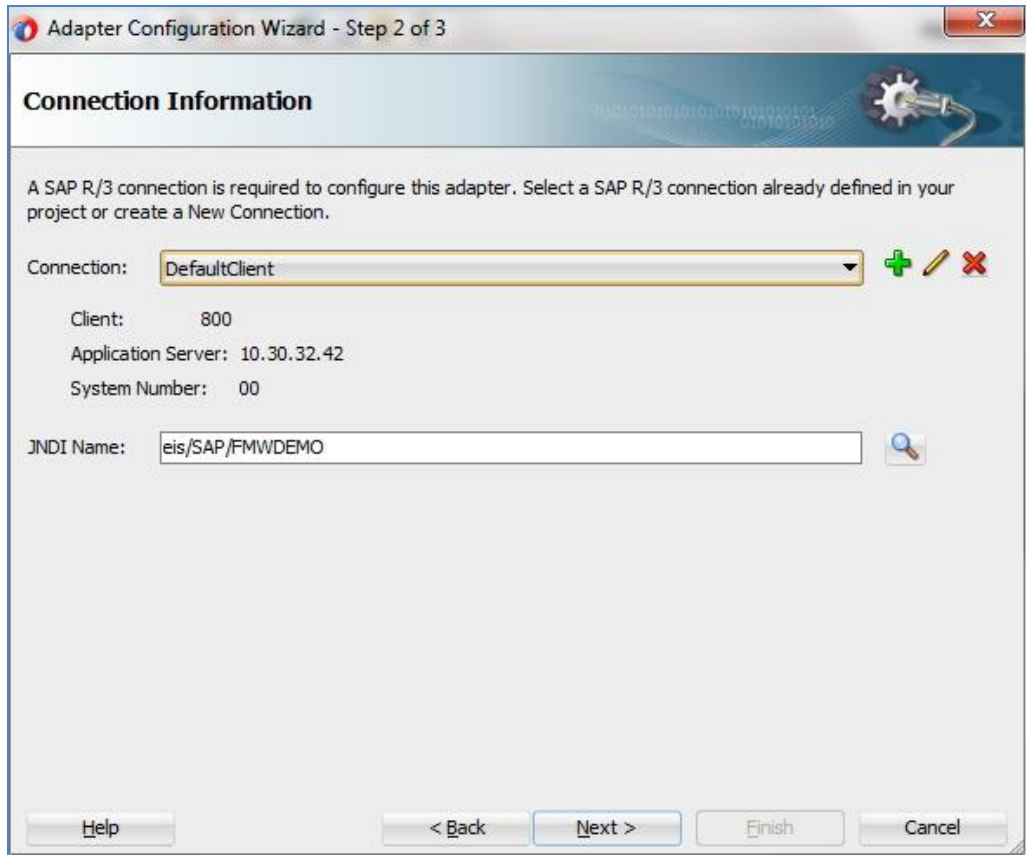 Adapter Configuration Wizard - Step 2 of 3
Connection Information
A SAP R/3 connection is required to configure this adapter. Select a SAP R/3 connection already defined in your
project or create a New Connection.
Connection: DefaultClient
Client: 800
Application Server: 10.30.32.42
System Number: 00
JNDI Name: eis/SAP/FMWDEMO
Help < Back Next > Finish Cancel